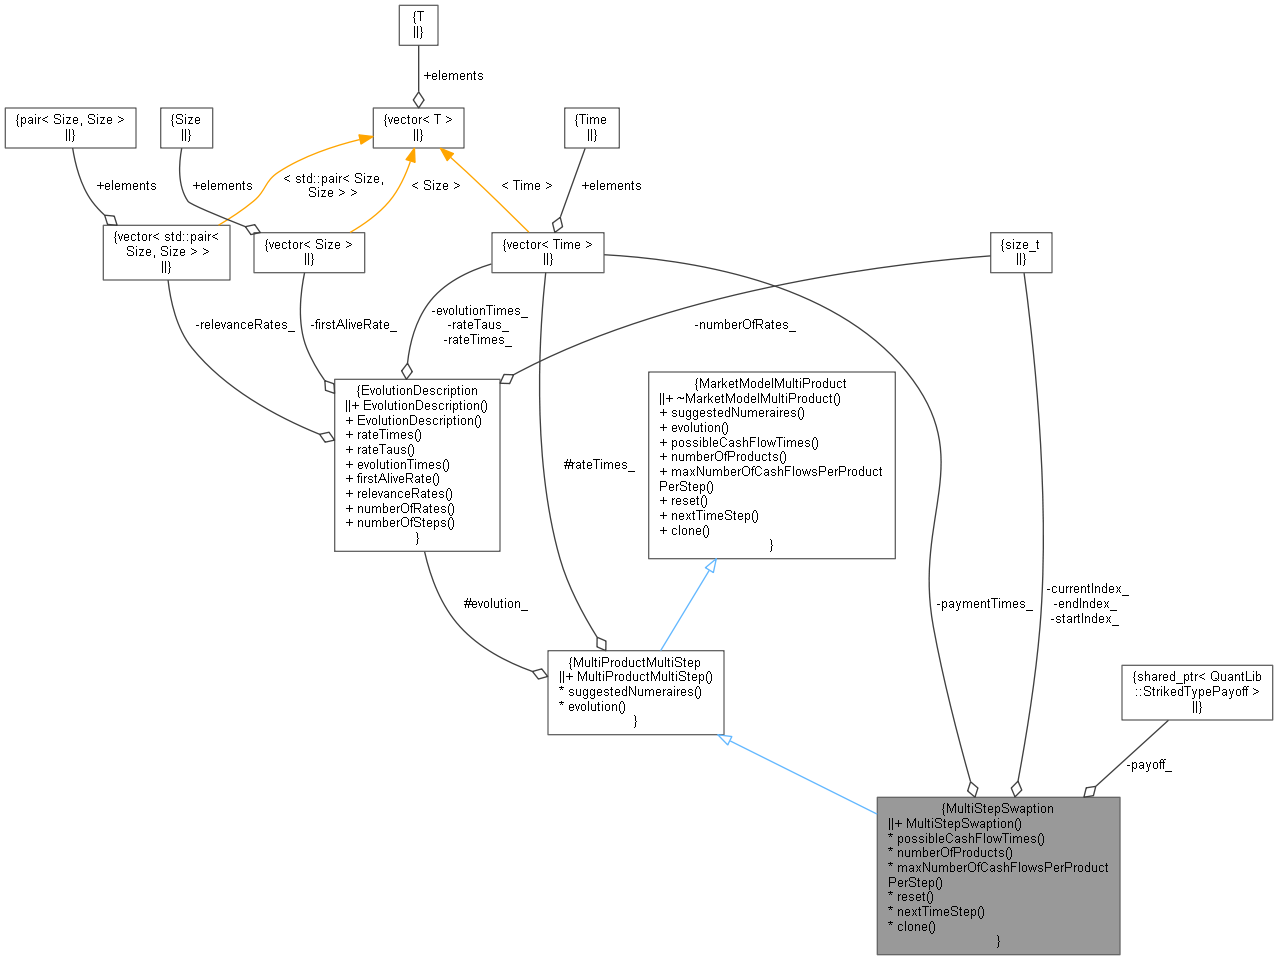 {T
||}
+elements
{pair< Size, Size >
||}
{Size
||}
{vector< T >
||}
{Time
||}
+elements
+elements
< std::pair< Size,
Size > >
< Size >
< Time >
+elements
{vector< std::pair<
Size, Size > >
||}
{vector< Size >
||}
{vector< Time >
||}
{size_t
||}
-relevanceRates_
-firstAliveRate_
-evolutionTimes_
-rateTaus_
-rateTimes_
-numberOfRates_
{EvolutionDescription
||+ EvolutionDescription()
+ EvolutionDescription()
+ rateTimes()
+ rateTaus()
+ evolutionTimes()
+ firstAliveRate()
+ relevanceRates()
+ numberOfRates()
+ numberOfSteps()
}
#rateTimes_
{MarketModelMultiProduct
||+ ~MarketModelMultiProduct()
+ suggestedNumeraires()
+ evolution()
+ possibleCashFlowTimes()
+ numberOfProducts()
+ maxNumberOfCashFlowsPerProduct
PerStep()
+ reset()
+ nextTimeStep()
+ clone()
}
#evolution_
-paymentTimes_
-currentIndex_
-endIndex_
-startIndex_
{MultiProductMultiStep
||+ MultiProductMultiStep()
* suggestedNumeraires()
* evolution()
}
{shared_ptr< QuantLib
::StrikedTypePayoff >
||}
-payoff_
{MultiStepSwaption
||+ MultiStepSwaption()
* possibleCashFlowTimes()
* numberOfProducts()
* maxNumberOfCashFlowsPerProduct
PerStep()
* reset()
* nextTimeStep()
* clone()
}